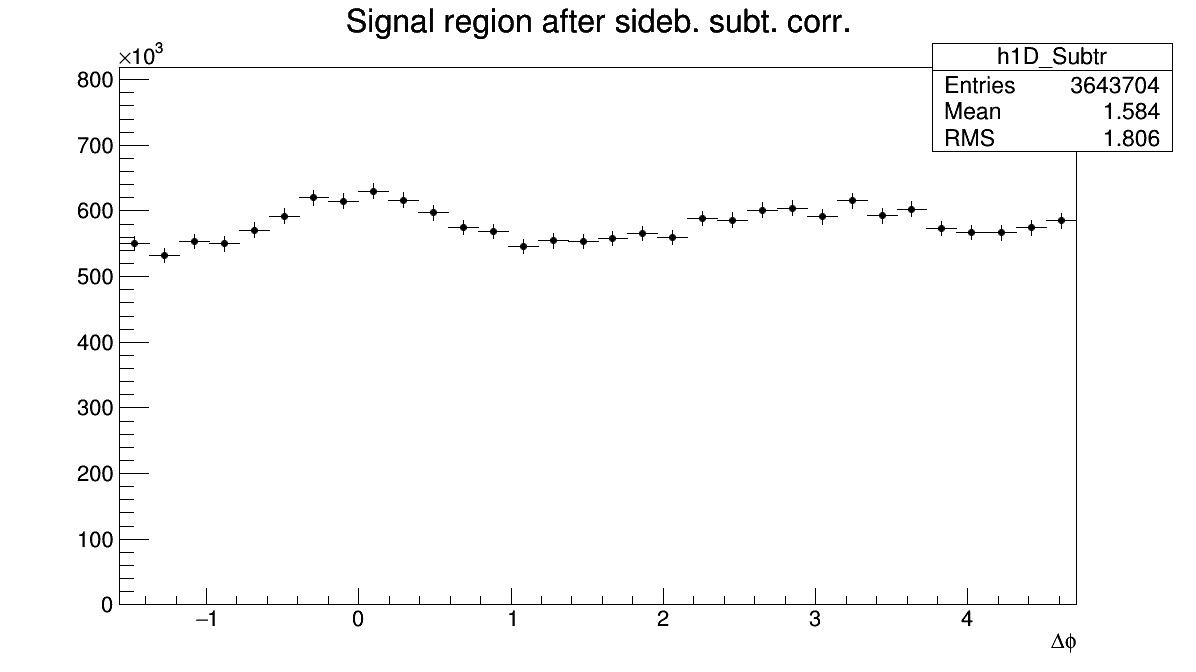 Signal region after sideb. subt. corr.
×10³
h1D_Subtr
Entries 3643704
Mean 1.584
RMS 1.806
800
700
600
500
400
300
200
100
0
−1 0 1 2 3 4
Δϕ